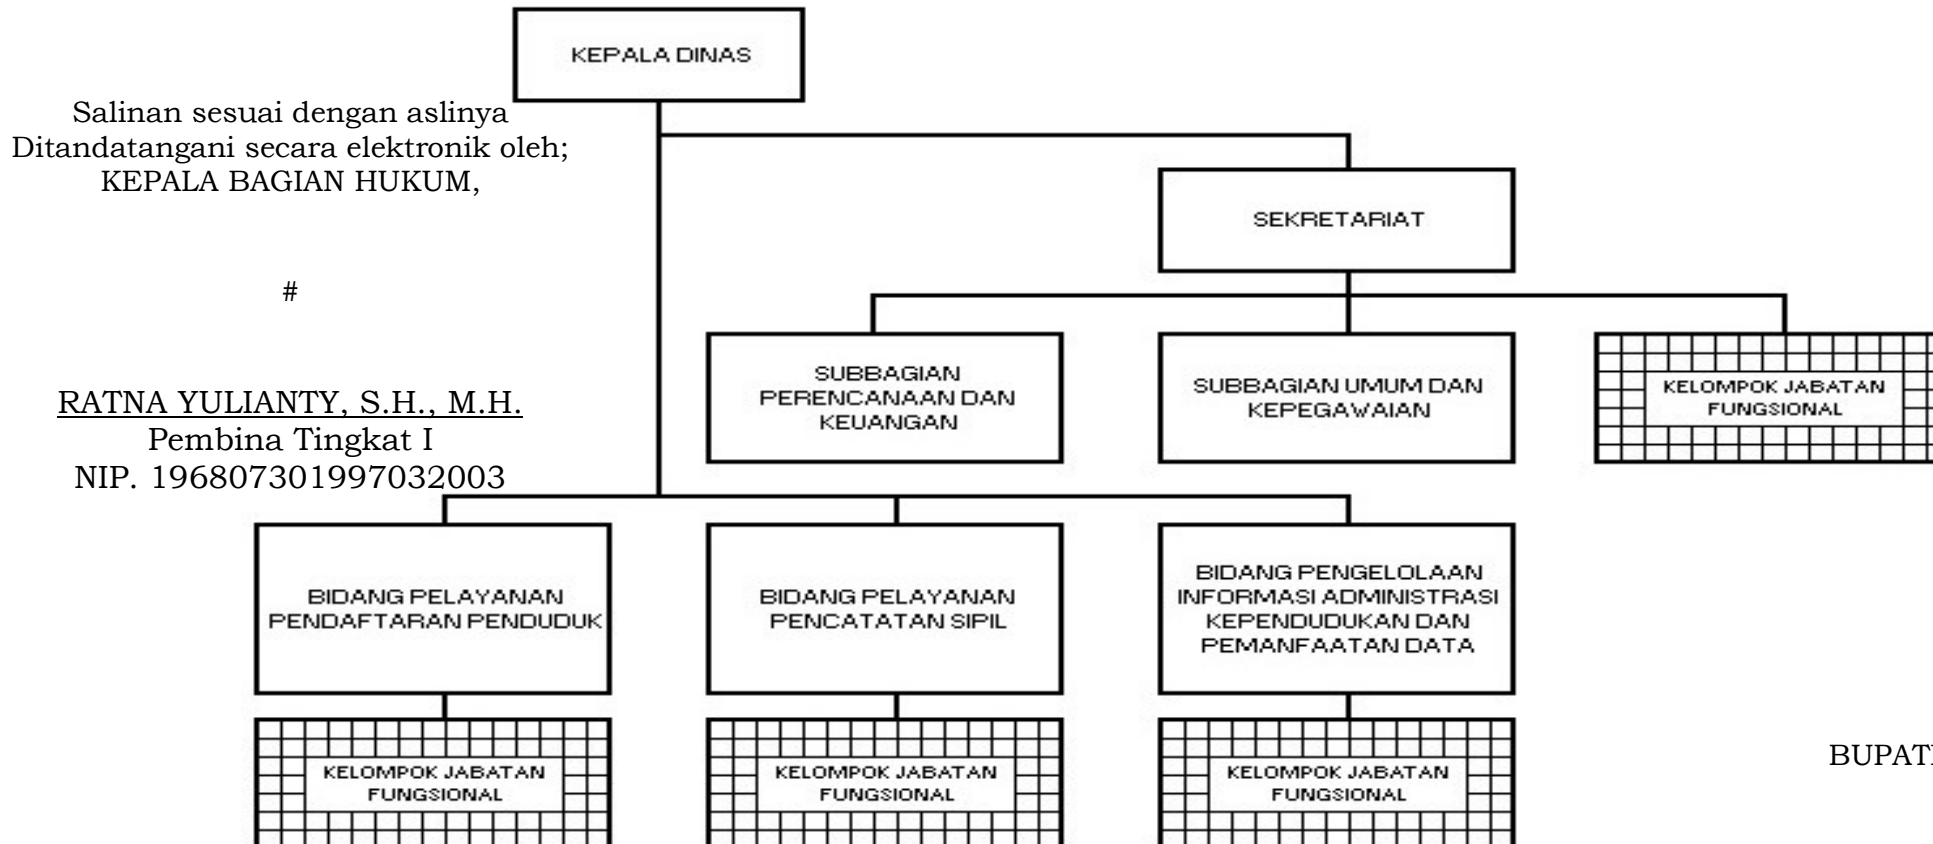 KEPALA DINAS
Salinan sesuai dengan aslinya
Ditandatangani secara elektronik oleh;
KEPALA BAGIAN HUKUM,
#
RATNA YULIANTY, S.H., M.H.
Pembina Tingkat I
NIP. 196807301997032003
SEKRETARIAT
SUBBAGIAN
PERENCANAAN DAN
KEUANGAN
SUBBAGIAN UMUM DAN
KEPEGAWAIAN
KELOMPOK JABATAN
FUNGSIONAL
BIDANG PELAYANAN
PENDAFTARAN PENDUDUK
BIDANG PELAYANAN
PENCATATAN SIPIL
BIDANG PENGELOLAAN
INFORMASI ADMINISTRASI
KEPENDUDUKAN DAN
PEMANFAATAN DATA
KELOMPOK JABATAN
FUNGSIONAL
KELOMPOK JABATAN
FUNGSIONAL
KELOMPOK JABATAN
FUNGSIONAL
BUPATI